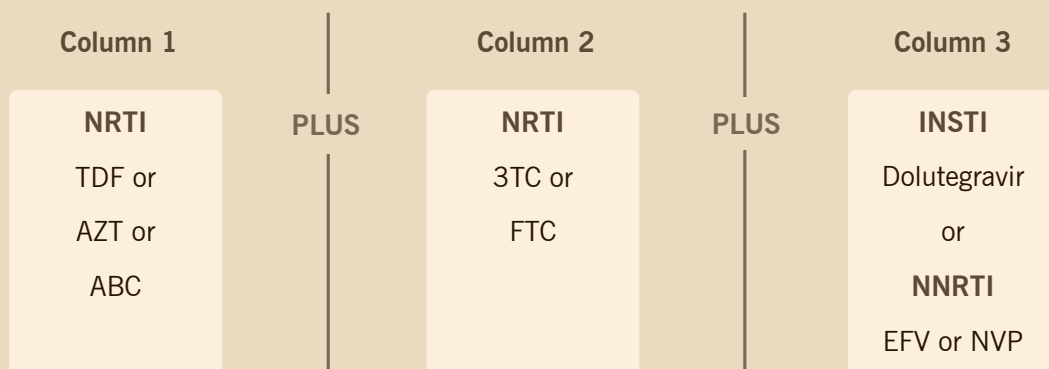 Column 1
NRTI
TDF or
AZT or
ABC
PLUS
Column 2
NRTI
3TC or
FTC
PLUS
Column 3
INSTI
Dolutegravir
or
NNRTI
EFV or NVP